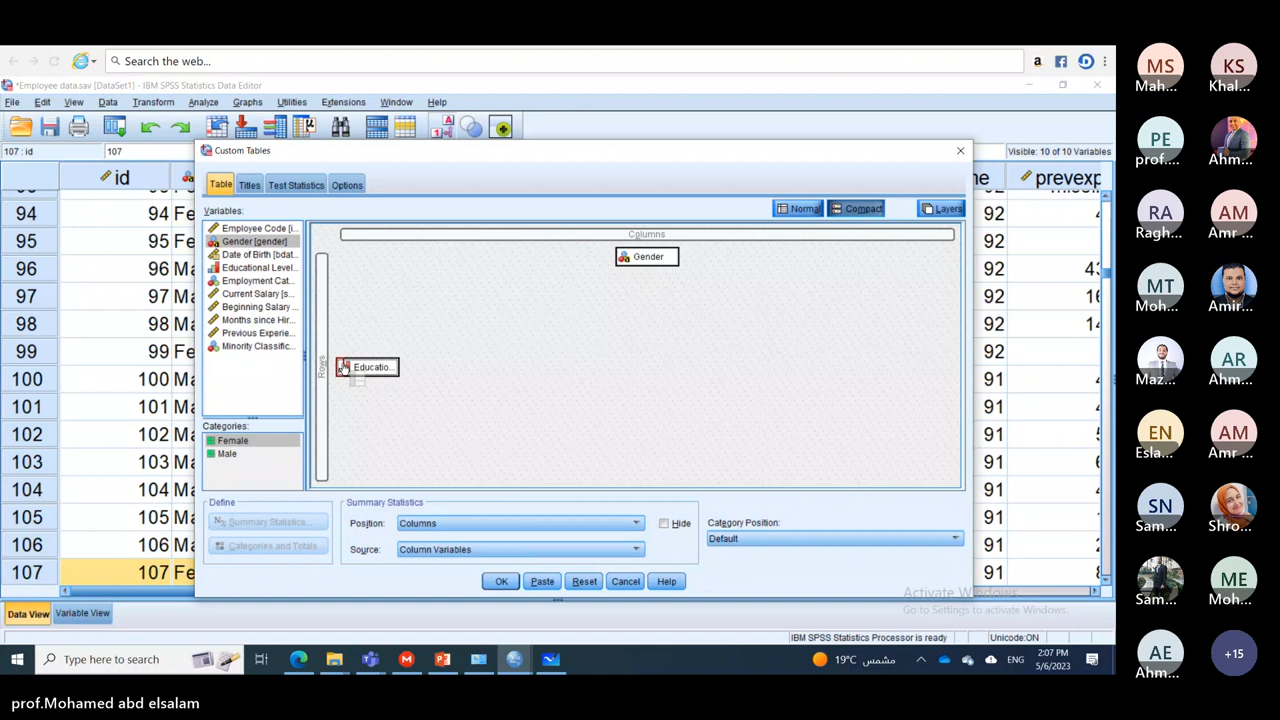 Search the web...
*Employee data.sav [DataSet1] - IBM SPSS Statistics Data Editor
File Edit View Data Transform Analyze Graphs Utilities Extensions Window Help
107 : id 107 Visible: 10 of 10 Variables
id prevexp
94 94 Fe 92
95 95 Fe 92
96 96 Ma 92
97 97 Ma 92
98 98 Ma 92
99 99 Fe 92
100 100 Ma 91
101 101 Ma 91
102 102 Ma 91
103 103 Ma 91
104 104 Ma 91
105 105 Ma 91
106 106 Ma 91
107 107 Fe 91
Custom Tables
Table Titles Test Statistics Options
Variables:
Normal Compact Layers
Employee Code [i...
Gender [gender]
Date of Birth [bdat...
Educational Level...
Employment Cat...
Current Salary [s...
Beginning Salary ...
Months since Hir...
Previous Experie...
Minority Classific...
Columns
Gender
Rows
Educatio...
Categories:
Female
Male
Define
Summary Statistics...
Categories and Totals...
Summary Statistics
Position: Columns Hide
Source: Column Variables
Category Position:
Default
OK Paste Reset Cancel Help
Activate Windows
Go to Settings to activate Windows.
Data View Variable View
IBM SPSS Statistics Processor is ready Unicode:ON
Type here to search
19°C مشمس
ENG
2:07 PM
5/6/2023
MS KS
Mah... Khal...
PE
prof.... Ahm...
RA AM
Ragh... Amr ...
MT
Moh... Amir...
AR
Maz... Ahm...
EN AM
Esla... Amr ...
SN
Sam... Shro...
ME
Sam... Moh...
AE +15
Ahm...
prof.Mohamed abd elsalam